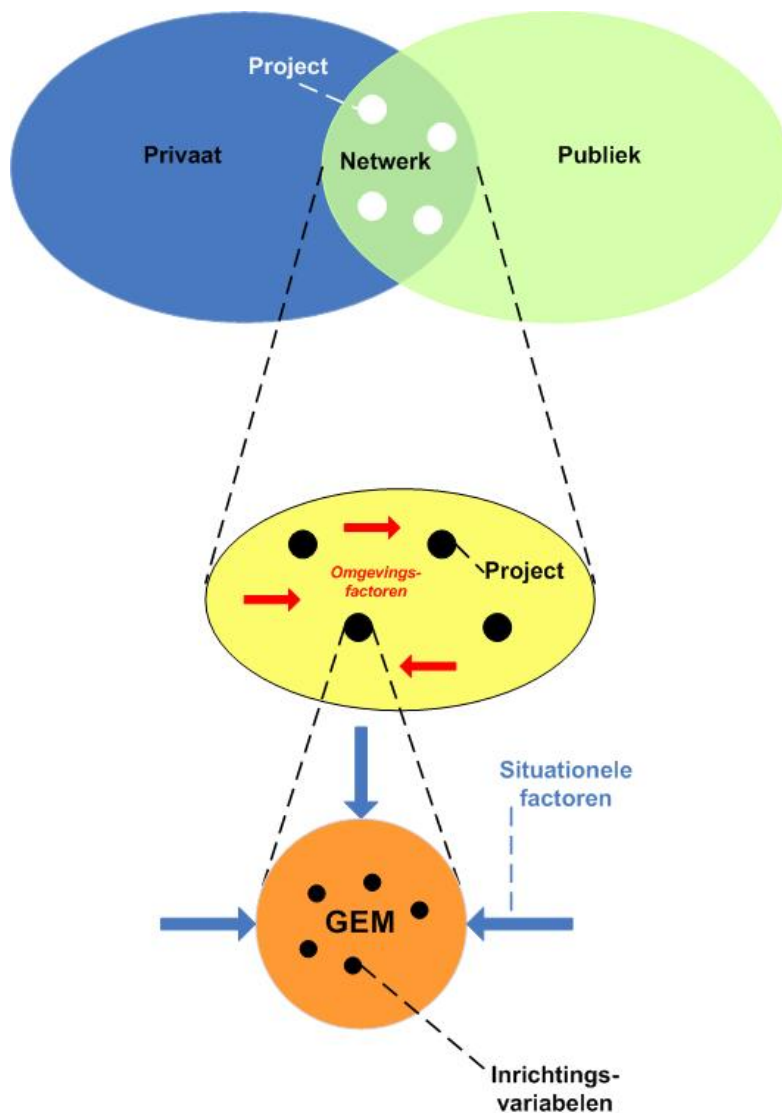 Project
Privaat
Netwerk
Publiek
Omgevings-
factoren
Project
Situationele
factoren
GEM
Inrichtings-
variabelen